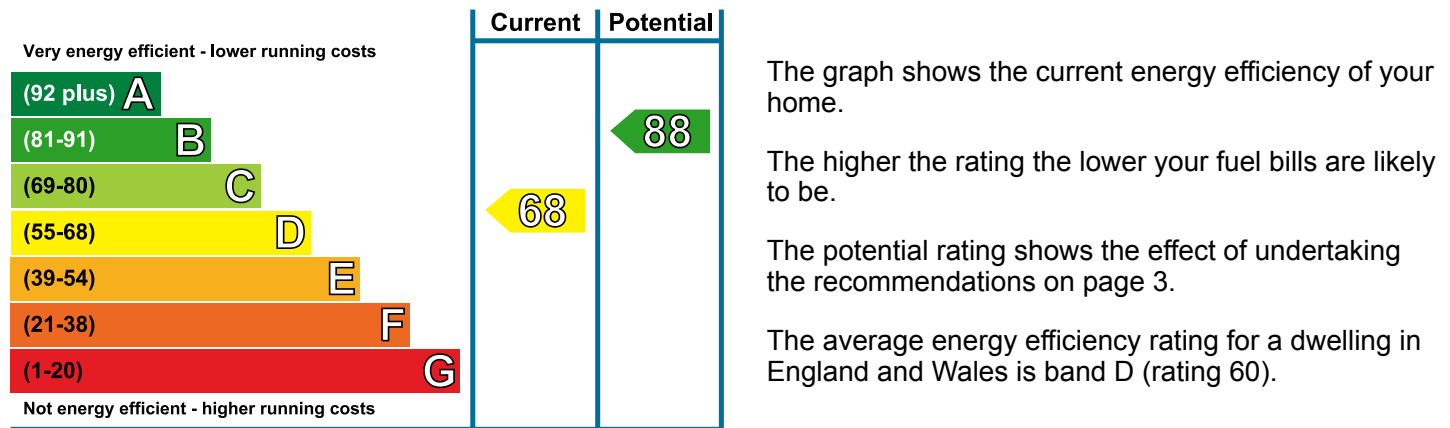 Current Potential
Very energy efficient - lower running costs
(92 plus) A
(81-91) B
88
(69-80) C
68
(55-68) D
(39-54) E
(21-38) F
(1-20) G
Not energy efficient - higher running costs
The graph shows the current energy efficiency of your
home.
The higher the rating the lower your fuel bills are likely
to be.
The potential rating shows the effect of undertaking
the recommendations on page 3.
The average energy efficiency rating for a dwelling in
England and Wales is band D (rating 60).